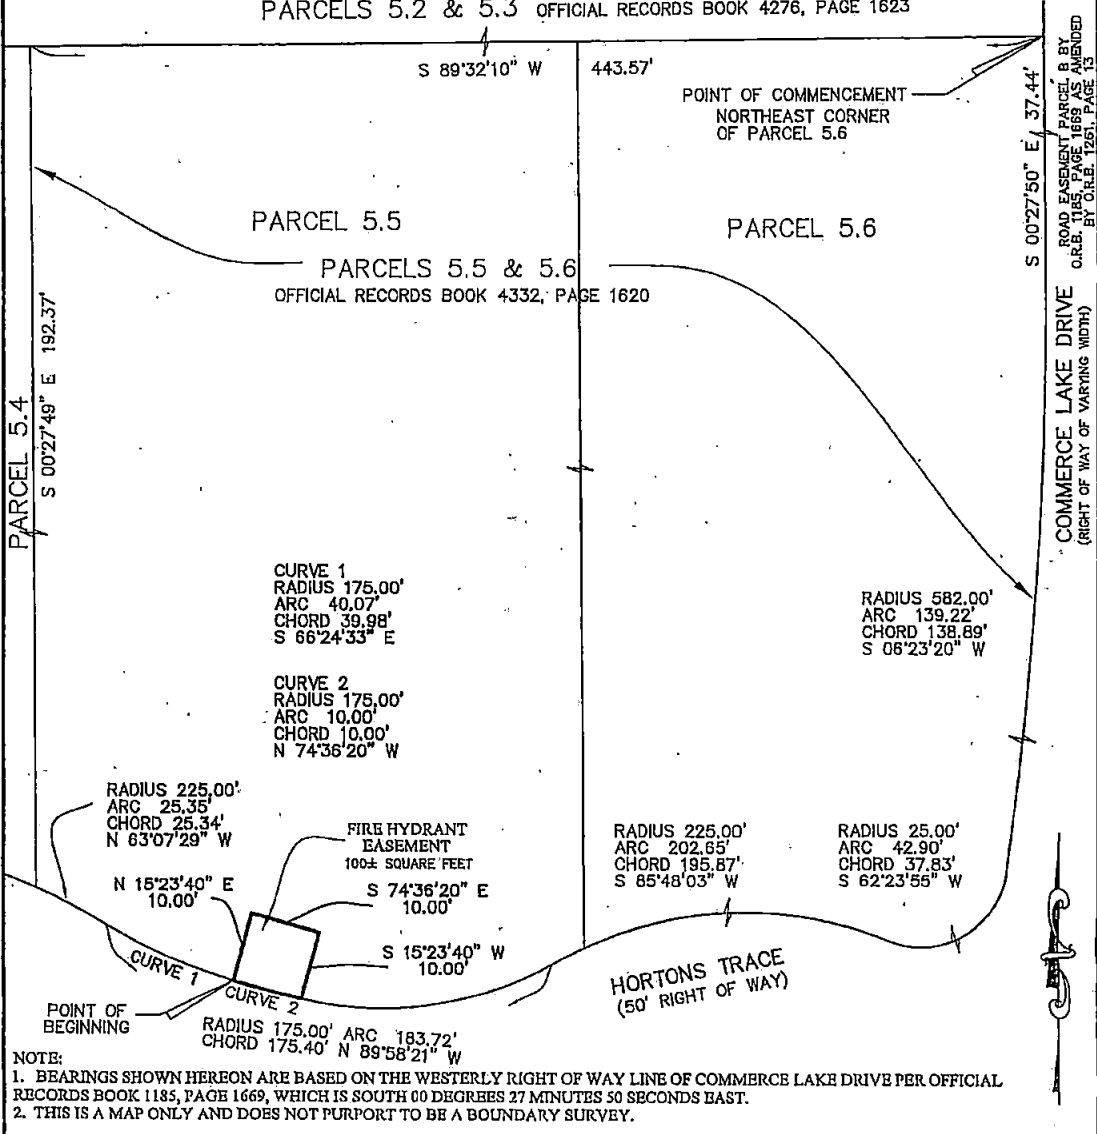 PARCELS 5.2 & 5.3 OFFICIAL RECORDS BOOK 4276, PAGE 1623
S 89°32'10" W 443.57'
POINT OF COMMENCEMENT
NORTHEAST CORNER
OF PARCEL 5.6
S 00°27'50" E 37.44'
ROAD EASEMENT PARCEL B BY
O.R.B. 1185, PAGE 1669 AS AMENDED
BY O.R.B. 1261, PAGE 13
PARCEL 5.5
PARCEL 5.6
PARCELS 5.5 & 5.6
OFFICIAL RECORDS BOOK 4332, PAGE 1620
COMMERCE LAKE DRIVE
(RIGHT OF WAY OF VARYING WIDTH)
PARCEL 5.4
S 00°27'49" E 192.37'
CURVE 1
RADIUS 175.00'
ARC 40.07'
CHORD 39.98'
S 66°24'33" E
CURVE 2
RADIUS 175.00'
ARC 10.00'
CHORD 10.00'
N 74°36'20" W
RADIUS 582.00'
ARC 139.22'
CHORD 138.89'
S 06°23'20" W
RADIUS 225.00'
ARC 25.35'
CHORD 25.34'
N 63°07'29" W
FIRE HYDRANT
EASEMENT
100± SQUARE FEET
RADIUS 225.00'
ARC 202.65'
CHORD 195.87'
S 85°48'03" W
RADIUS 25.00'
ARC 42.90'
CHORD 37.83'
S 62°23'55" W
N 15°23'40" E
10.00'
S 74°36'20" E
10.00'
S 15°23'40" W
10.00'
CURVE 1
CURVE 2
HORTONS TRACE
(50' RIGHT OF WAY)
POINT OF
BEGINNING
RADIUS 175.00' ARC 183.72'
CHORD 175.40' N 89°58'21" W
NOTE:
1. BEARINGS SHOWN HEREON ARE BASED ON THE WESTERLY RIGHT OF WAY LINE OF COMMERCE LAKE DRIVE PER OFFICIAL
RECORDS BOOK 1185, PAGE 1669, WHICH IS SOUTH 00 DEGREES 27 MINUTES 50 SECONDS EAST.
2. THIS IS A MAP ONLY AND DOES NOT PURPORT TO BE A BOUNDARY SURVEY.